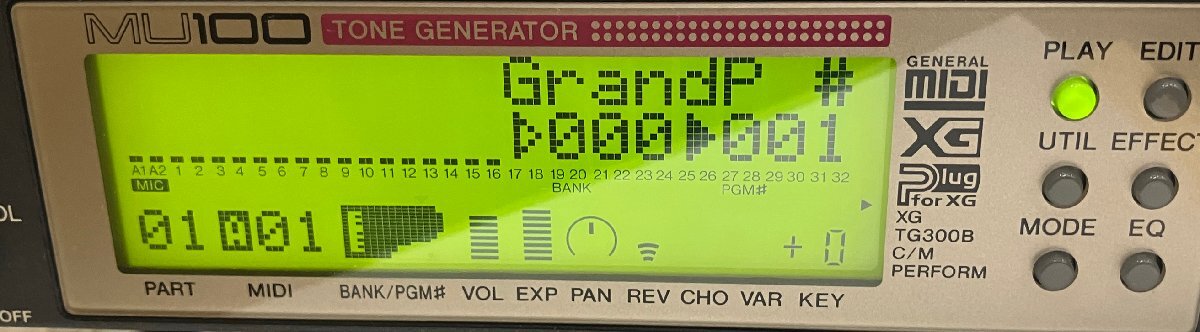 MU100 TONE GENERATOR
GrandP #
000 001
A1 A2 1 2 3 4 5 6 7 8 9 10 11 12 13 14 15 16 17 18 19 20 21 22 23 24 25 26 27 28 29 30 31 32
MIC BANK PGM#
01 A01 + 0
PART MIDI BANK/PGM# VOL EXP PAN REV CHO VAR KEY
GENERAL
MIDI
XG
Plug
for XG
XG
TG300B
C/M
PERFORM
PLAY EDIT
UTIL EFFEC
MODE EQ
OL
OFF